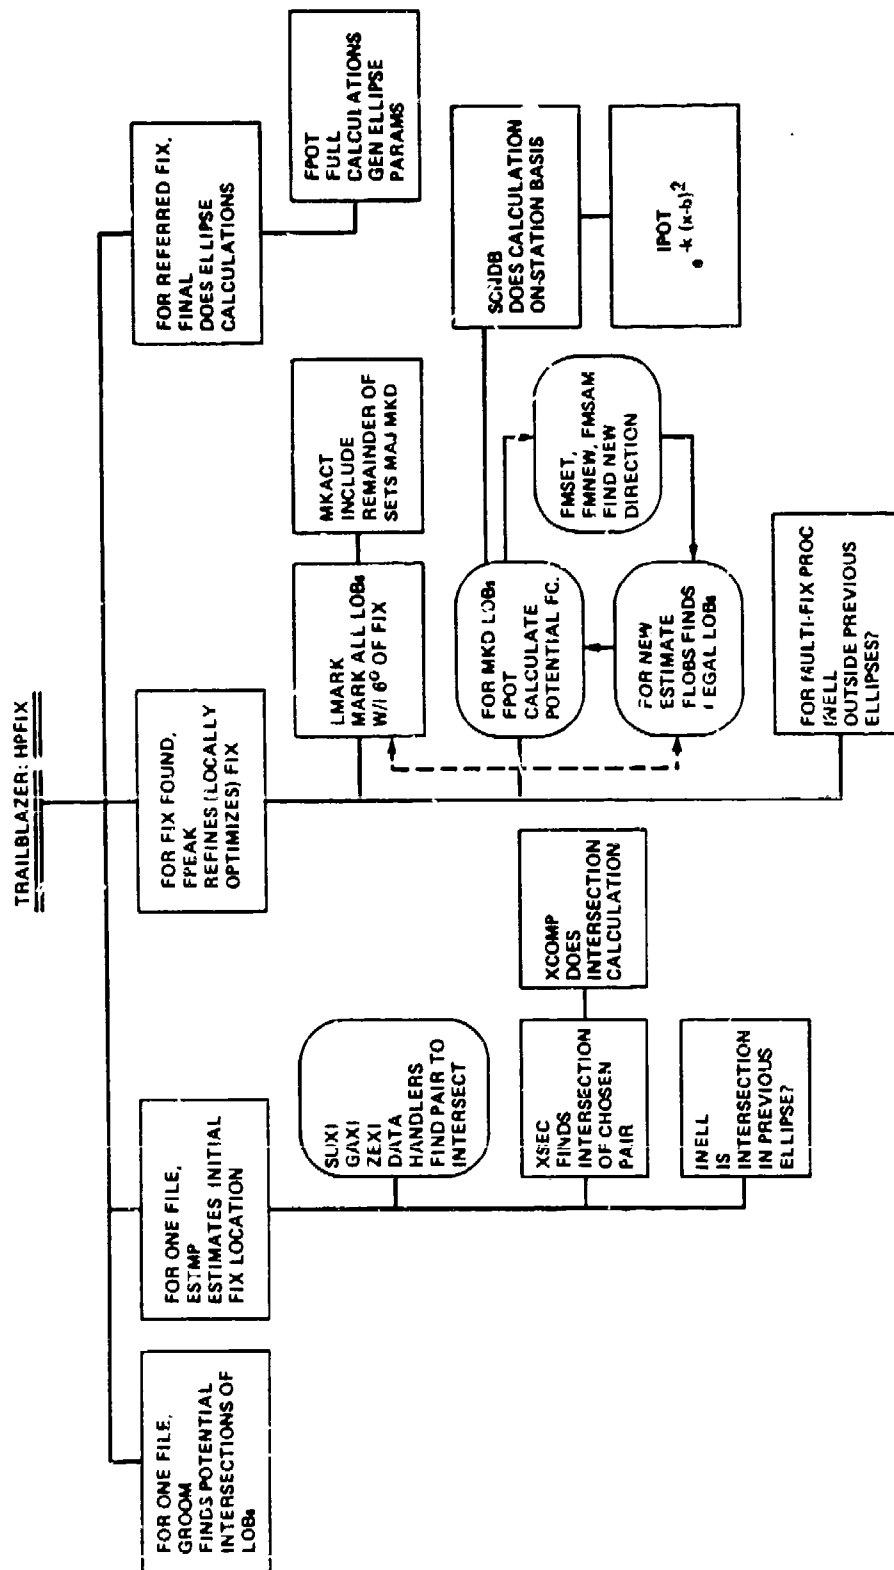 TRAILBLAZER: HPFIX
FOR ONE FILE,
GROOM
FINDS POTENTIAL
INTERSECTIONS OF
LOBs
FOR ONE FILE,
ESTMP
ESTIMATES INITIAL
FIX LOCATION
SUXI
GAXI
ZEXI
DATA
HANDLERS
FIND PAIR TO
INTERSECT
XSEC
FINDS
INTERSECTION
OF CHOSEN
PAIR
XCOMP
DOES
INTERSECTION
CALCULATION
INELL
IS
INTERSECTION
IN PREVIOUS
ELLIPSE?
FOR FIX FOUND,
FPEAK
REFINES (LOCALLY
OPTIMIZES) FIX
LMARK
MARK ALL LOBs
W/I 6° OF FIX
MKACT
INCLUDE
REMAINDER OF
SETS MAJ MKD
FOR MKD LOBs
FPOT
CALCULATE
POTENTIAL FC.
FOR NEW
ESTIMATE
FLOBS FINDS
LEGAL LOBs
FMSET,
FMNEW, FMSAM
FIND NEW
DIRECTION
SCNDB
DOES CALCULATION
ON-STATION BASIS
IPOT
e -k (x-b)2
FOR MULTI-FIX PROC
INELL
OUTSIDE PREVIOUS
ELLIPSES?
FOR REFERRED FIX,
FINAL
DOES ELLIPSE
CALCULATIONS
FPOT
FULL
CALCULATIONS
GEN ELLIPSE
PARAMS